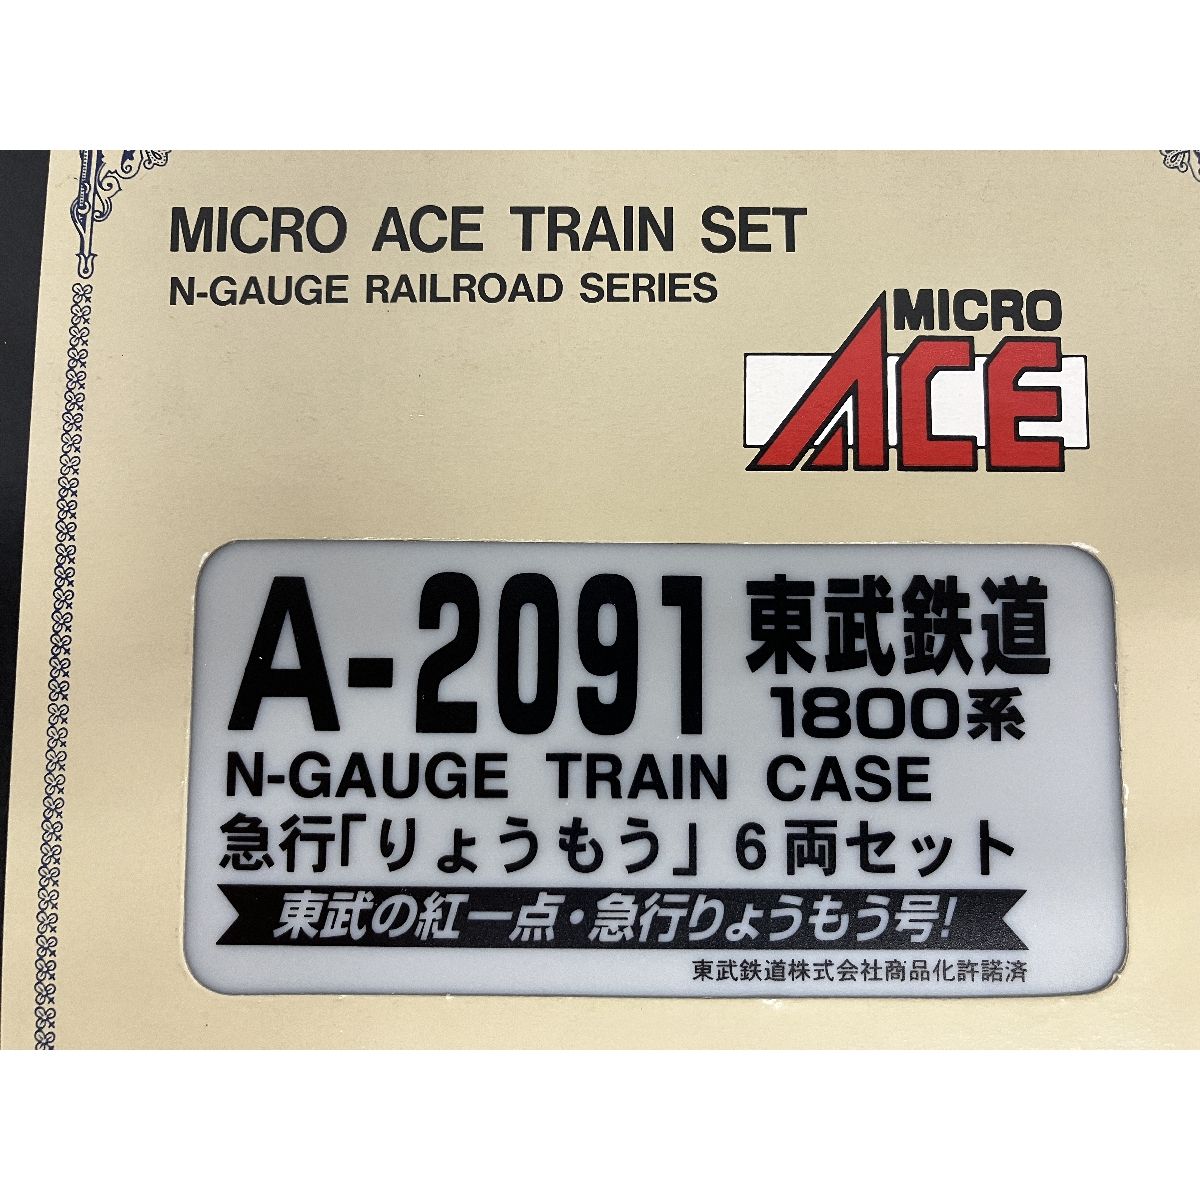 MICRO ACE TRAIN SET
N-GAUGE RAILROAD SERIES
MICRO
ACE
A-2091 東武鉄道
1800系
N-GAUGE TRAIN CASE
急行「りょうもう」6両セット
東武の紅一点・急行りょうもう号!
東武鉄道株式会社商品化許諾済